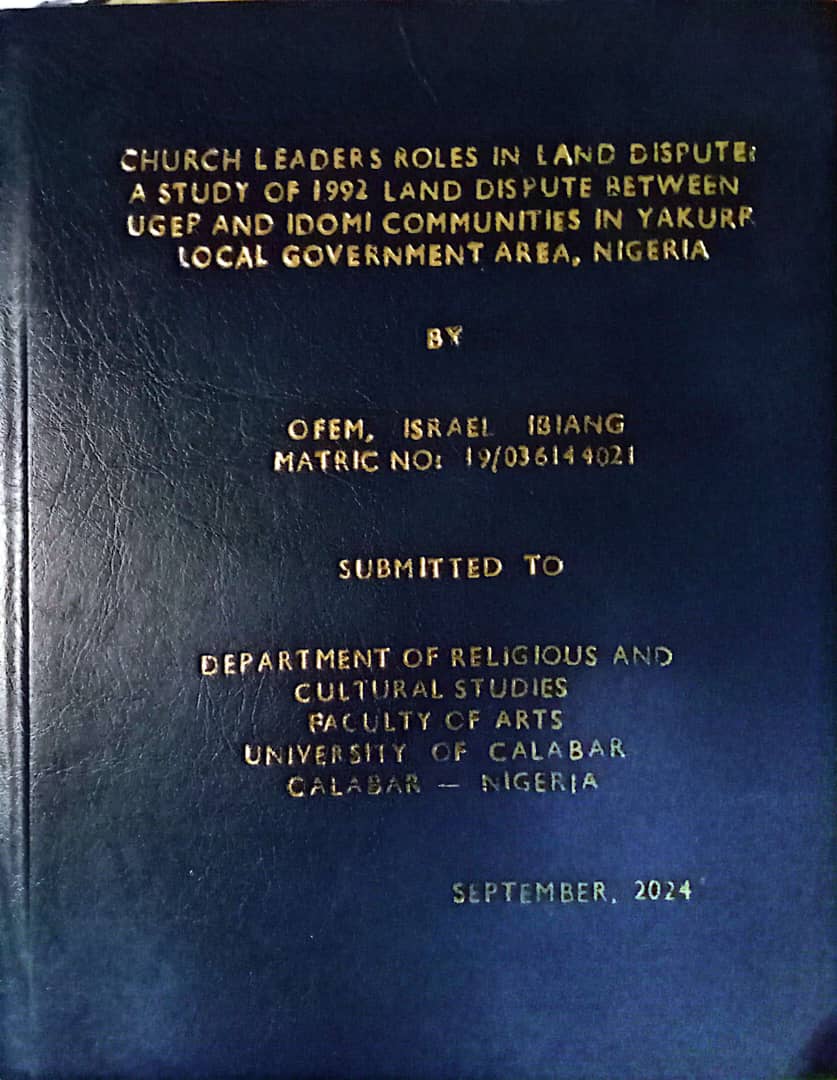 CHURCH LEADERS ROLES IN LAND DISPUTE:
A STUDY OF 1992 LAND DISPUTE BETWEEN
UGEP AND IDOMI COMMUNITIES IN YAKURR
LOCAL GOVERNMENT AREA, NIGERIA
BY
OFEM, ISRAEL IBIANG
MATRIC NO: 19/036144021
SUBMITTED TO
DEPARTMENT OF RELIGIOUS AND
CULTURAL STUDIES
FACULTY OF ARTS
UNIVERSITY OF CALABAR
CALABAR – NIGERIA
SEPTEMBER, 2024